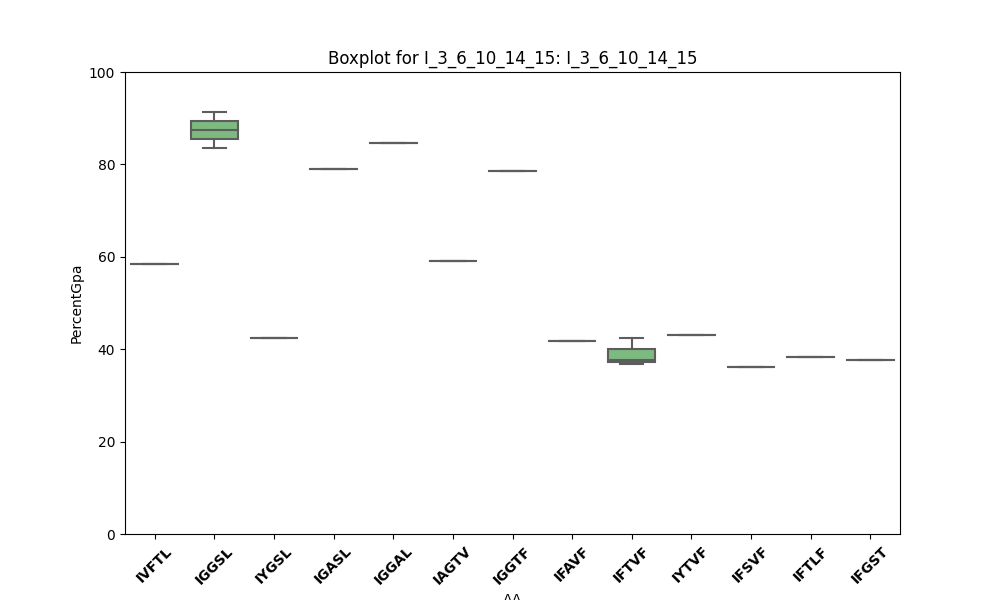 Boxplot for I_3_6_10_14_15: I_3_6_10_14_15
100
80
60
40
20
0
PercentGpa
IVFTL
IGGSL
IYGSL
IGASL
IGGAL
IAGTV
IGGTF
IFAVF
IFTVF
IYTVF
IFSVF
IFTLF
IFGST
AA